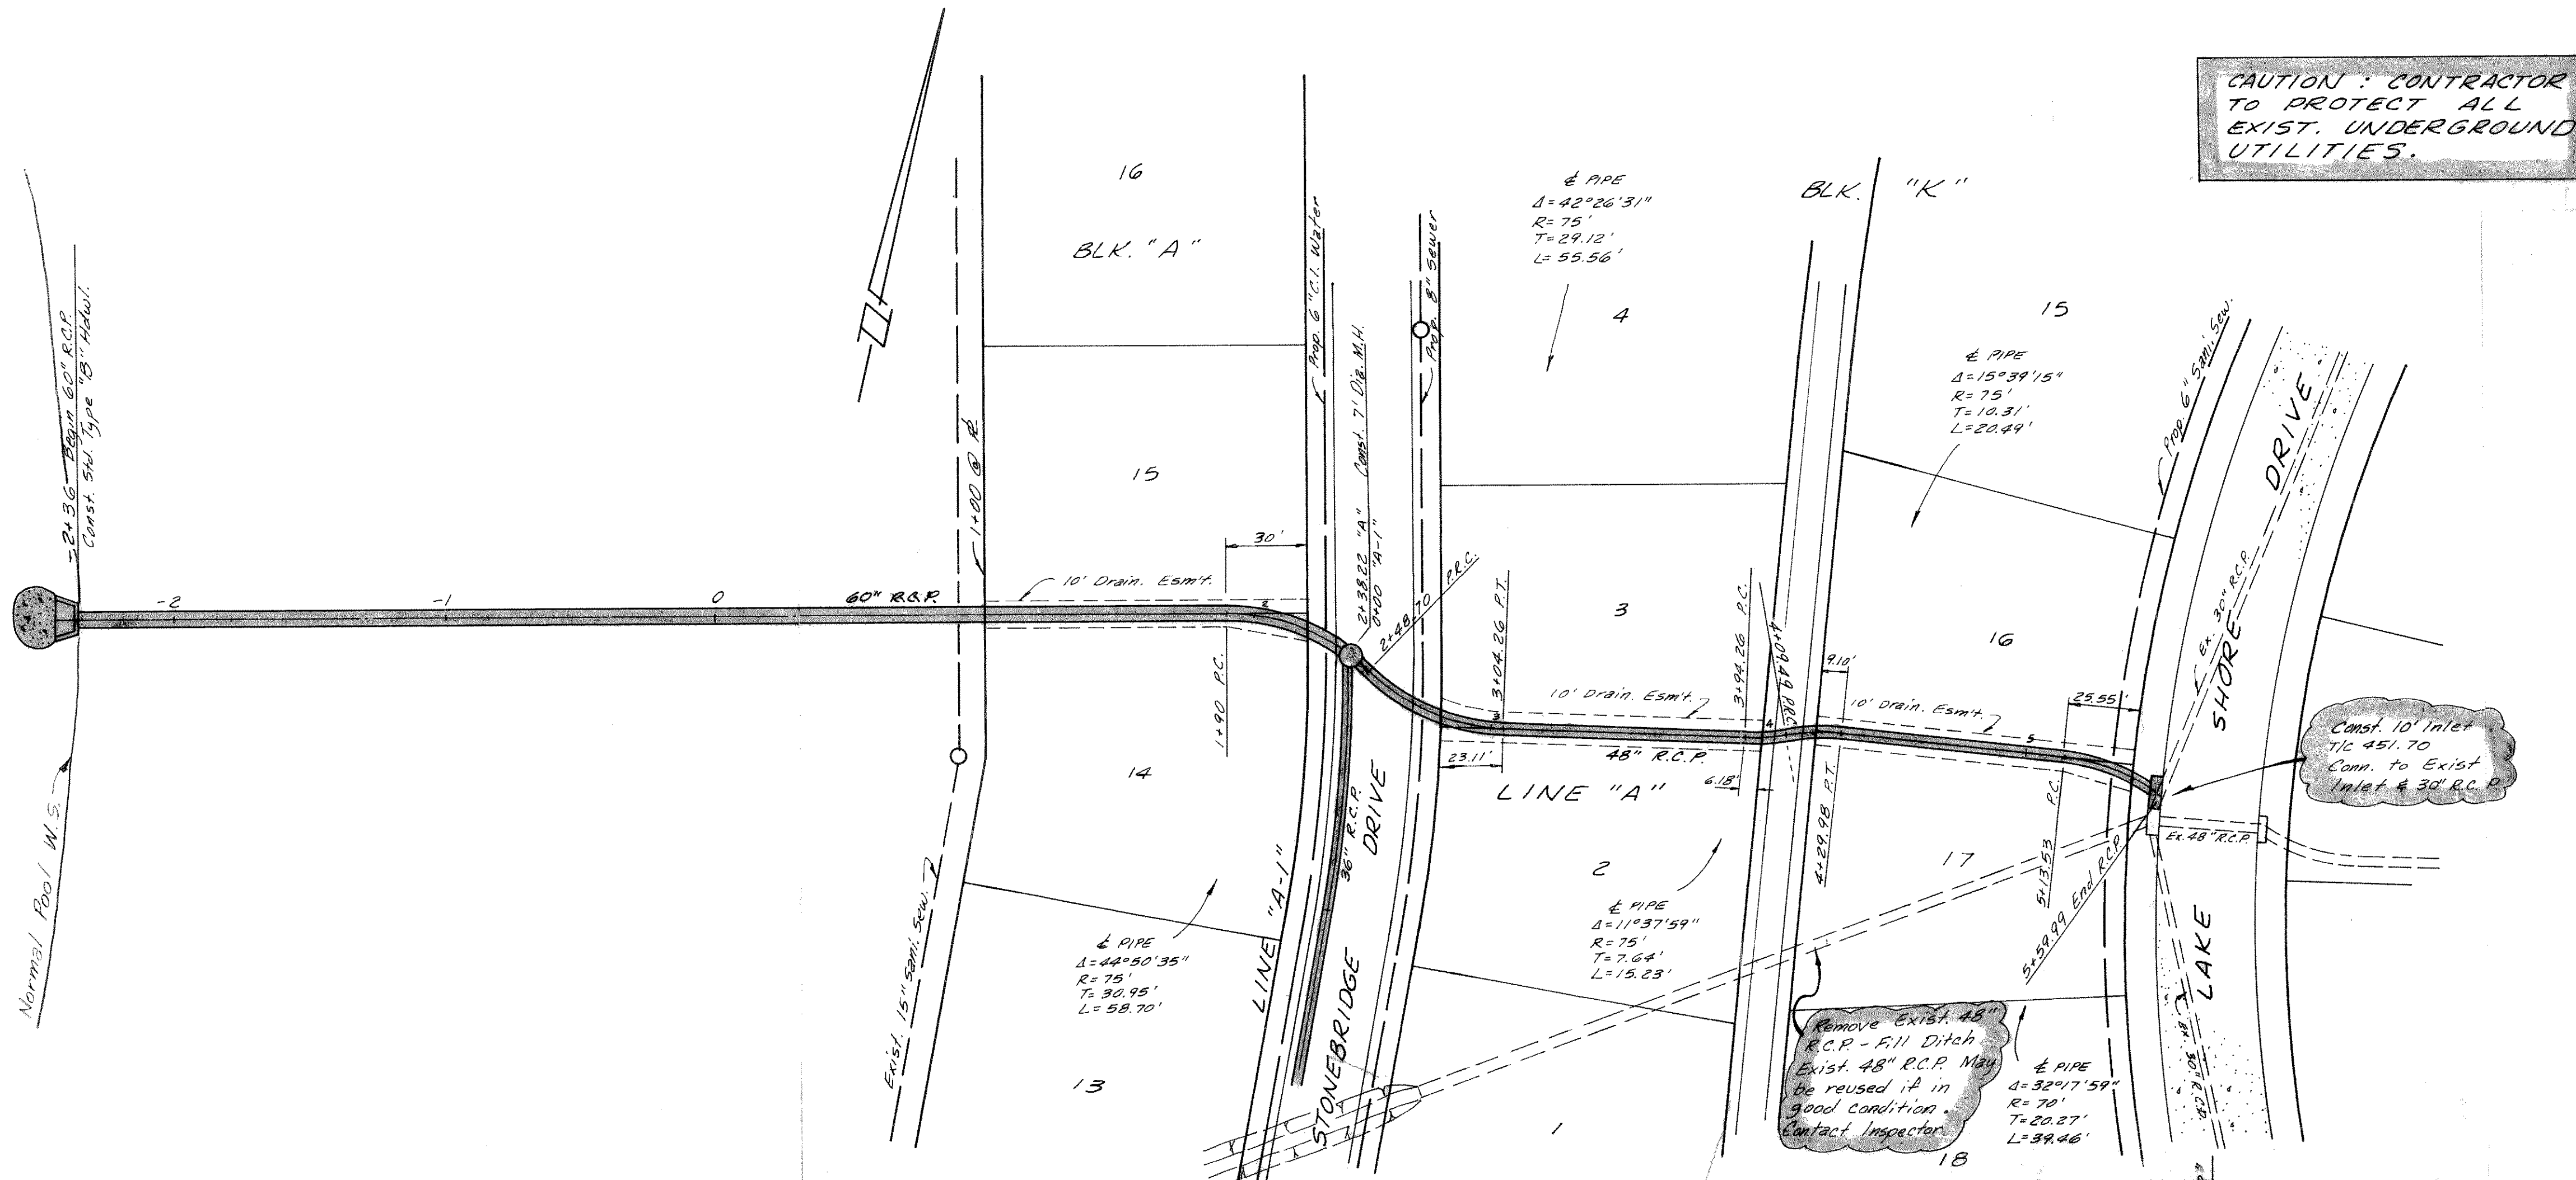 CAUTION : CONTRACTOR
TO PROTECT ALL
EXIST. UNDERGROUND
UTILITIES.
16
BLK. "A"
15
14
13
Normal Pool W.S.
-2+36 Begin 60" R.C.P.
Const. Std. Type "B" Hdwl.
-2
-1
0
60" R.C.P.
1+00 @ ⅊
10' Drain. Esm't.
30'
1+90 P.C.
2
Exist. 15" Sani. Sew.
Prop. 6" C.I. Water
Prop. 8" Sewer
2+38.22 "A" Const. 7' Dia. M.H.
0+00 "A-1"
2+48.70 P.R.C.
℄ PIPE
Δ=44°50'35"
R=75'
T=30.95'
L=58.70'
LINE "A-1"
36" R.C.P.
STONEBRIDGE DRIVE
℄ PIPE
Δ=42°26'31"
R=75'
T=29.12'
L=55.56'
4
3
2
1
3
3+04.26 P.T.
23.11'
10' Drain. Esm't.
48" R.C.P.
LINE "A"
3+94.26 P.C.
4
6.18'
4+09.49 P.R.C.
9.10'
4+29.98 P.T.
℄ PIPE
Δ=11°37'59"
R=75'
T=7.64'
L=15.23'
BLK. "K"
15
℄ PIPE
Δ=15°39'15"
R=75'
T=10.31'
L=20.49'
16
10' Drain. Esm't.
5
25.55'
5+13.53 P.C.
5+59.99 End R.C.P.
17
18
Prop. 6" Sani. Sew.
Ex. 30" R.C.P.
LAKE SHORE DRIVE
Const. 10' Inlet
T/C 451.70
Conn. to Exist
Inlet & 30" R.C.P.
Ex. 48" R.C.P.
Ex. 30" R.C.P.
Remove Exist. 48"
R.C.P. - Fill Ditch
Exist. 48" R.C.P. May
be reused if in
good condition.
Contact Inspector
℄ PIPE
Δ=32°17'59"
R=70'
T=20.27'
L=39.46'